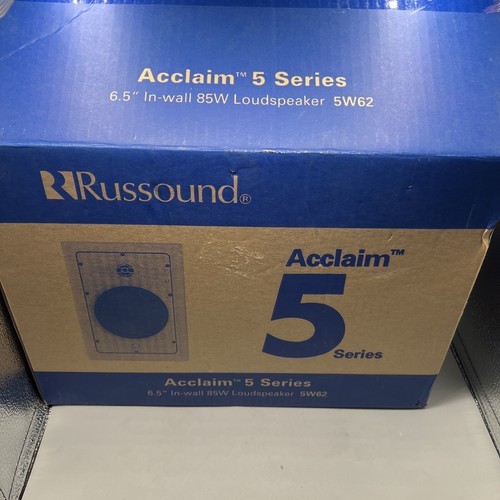 Acclaim™ 5 Series
6.5" In-wall 85W Loudspeaker 5W62
Russound®
Acclaim™
5
Series
Acclaim™ 5 Series
6.5" In-wall 85W Loudspeaker 5W62